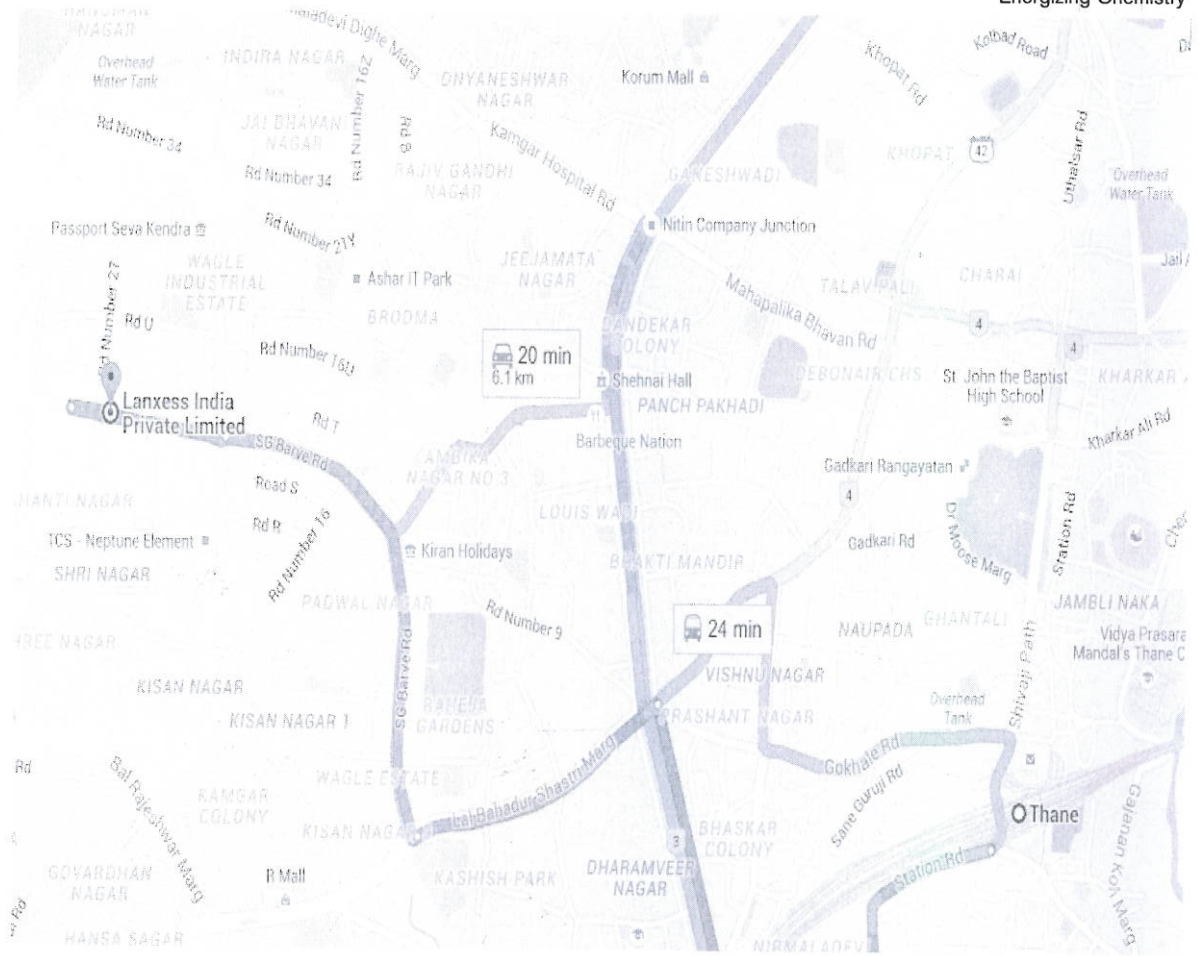 Energizing Chemistry
NAGAR
Overhead
Water Tank
INDIRA NAGAR
Rd Number 16Z
DNYANESHWAR
NAGAR
Korum Mall
Khopat Rd
Kolbad Road
Rd Number 34
JAI BHAVANI
NAGAR
Rd 8
Kamgar Hospital Rd
KHOPAT
42
Uthalsar Rd
Rd Number 34
RAJIV GANDHI
NAGAR
GANESHWADI
Overhead
Water Tank
Passport Seva Kendra
Rd Number 21Y
Nitin Company Junction
WAGLE
INDUSTRIAL
ESTATE
Ashar IT Park
JEEJAMATA
NAGAR
Mahapalika Bhavan Rd
TALAV PALI
CHARAI
Jail
Rd Number 27
Rd U
BRODMA
4
4
Rd Number 16U
20 min
6.1 km
Shehnai Hall
DEBONAIR CHS
St. John the Baptist
High School
KHARKAR
Lanxess India
Private Limited
Rd T
PANCH PAKHADI
Kharkar Ali Rd
SG Barve Rd
Barbeque Nation
AMBIKA
NAGAR NO.3
Gadkari Rangayatan
Road S
4
Rd R
Rd Number 16
LOUIS WADI
Dr Moose Marg
Station Rd
TCS - Neptune Element
Kiran Holidays
Gadkari Rd
SHRI NAGAR
BHAKTI MANDIR
PADWAL NAGAR
Rd Number 9
24 min
NAUPADA
GHANTALI
JAMBLI NAKA
Vidya Prasara
Mandal's Thane C
KISAN NAGAR
SG Barve Rd
VISHNU NAGAR
Shivaji Path
KISAN NAGAR 1
RAHEJA
GARDENS
PRASHANT NAGAR
Overhead
Tank
Rd
Bal Rajeshwar Marg
WAGLE ESTATE
Lal Bahadur Shastri Marg
Gokhale Rd
KAMGAR
COLONY
Sane Guruji Rd
Thane
KISAN NAGAR
3
BHASKAR
COLONY
Gajanan Kol Marg
GOVARDHAN
NAGAR
R Mall
KASHISH PARK
DHARAMVEER
NAGAR
Station Rd
Rd
HANSA SAGAR